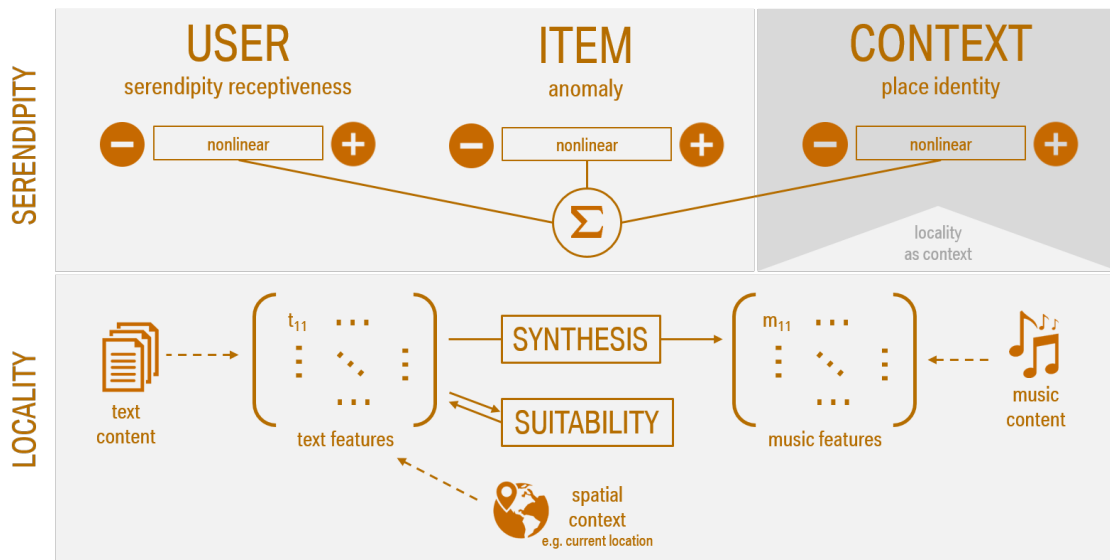 SERENDIPITY
USER
serendipity receptiveness
nonlinear
ITEM
anomaly
nonlinear
CONTEXT
place identity
nonlinear
Σ
locality
as context
LOCALITY
text
content
t11
text features
SYNTHESIS
SUITABILITY
m11
music features
music
content
spatial
context
e.g. current location